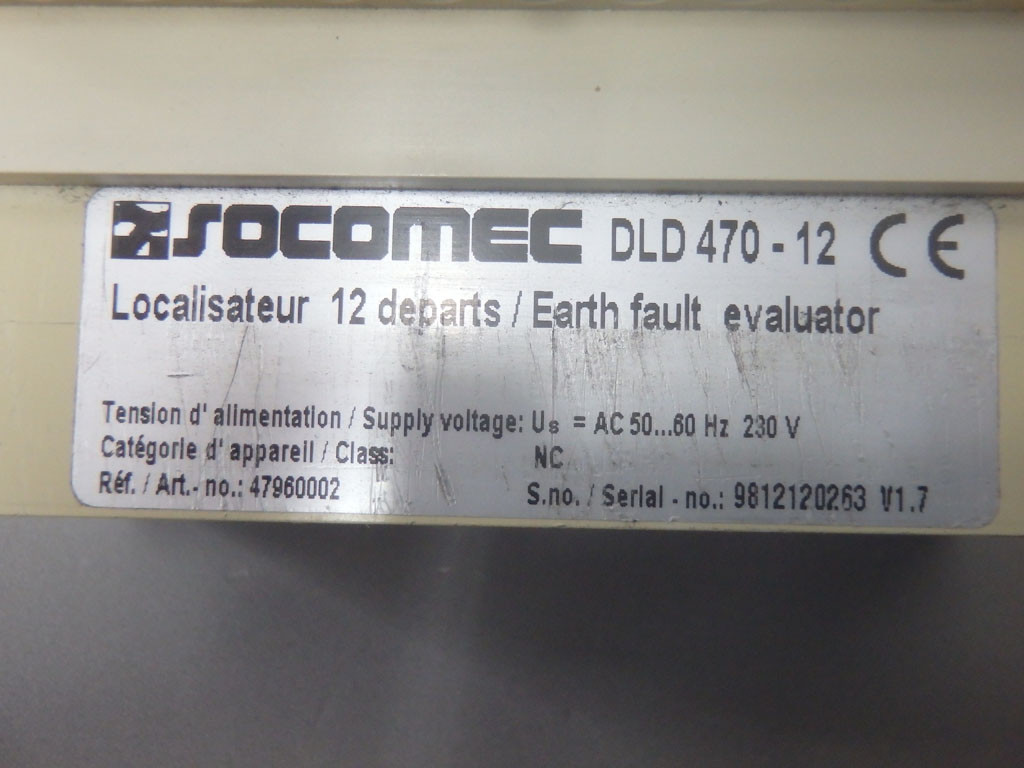 SOCOMEC DLD 470 - 12 CE
Localisateur 12 departs / Earth fault evaluator
Tension d' alimentation / Supply voltage: Us = AC 50...60 Hz 230 V
Catégorie d' appareil / Class: NC
Réf. / Art.- no.: 47960002 S.no. / Serial - no.: 9812120263 V1.7